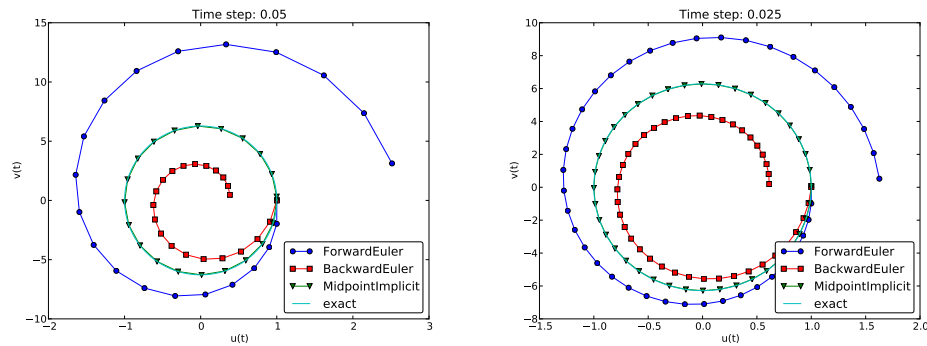 Time step: 0.05
15
10
5
0
−5
−10
v(t)
−2
−1
0
1
2
3
u(t)
ForwardEuler
BackwardEuler
MidpointImplicit
exact
Time step: 0.025
10
8
6
4
2
0
−2
−4
−6
−8
v(t)
−1.5
−1.0
−0.5
0.0
0.5
1.0
1.5
2.0
u(t)
ForwardEuler
BackwardEuler
MidpointImplicit
exact